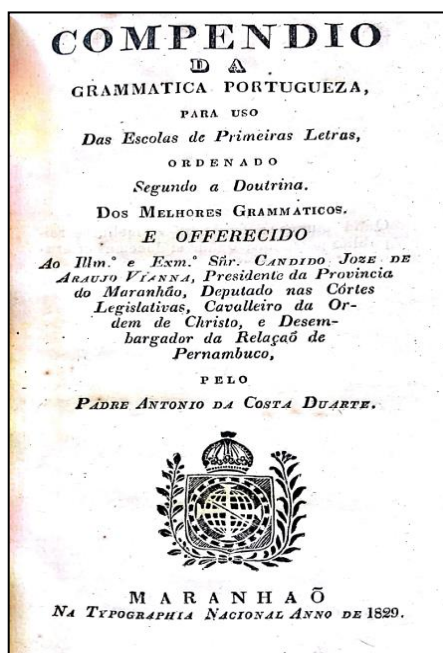 COMPENDIO
DA
GRAMMATICA PORTUGUEZA,
PARA USO
Das Escolas de Primeiras Letras,
ORDENADO
Segundo a Doutrina.
DOS MELHORES GRAMMATICOS.
E OFFERECIDO
Ao Illm.º e Exm.º Sñr. CANDIDO JOZE DE
ARAUJO VIANNA, Presidente da Provincia
do Maranhão, Deputado nas Córtes
Legislativas, Cavalleiro da Or-
dem de Christo, e Desem-
bargador da Relaçaõ de
Pernambuco,
PELO
PADRE ANTONIO DA COSTA DUARTE.
MARANHAÕ
NA TYPOGRAPHIA NACIONAL ANNO DE 1829.